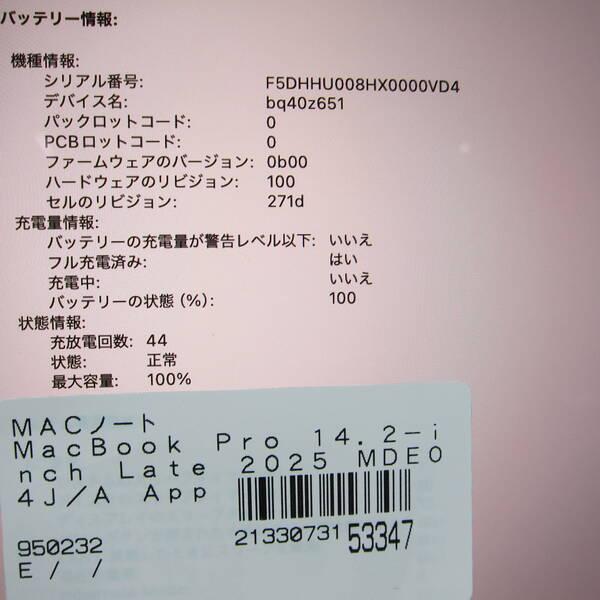 バッテリー情報:
機種情報:
シリアル番号: F5DHHU008HX0000VD4
デバイス名: bq40z651
パックロットコード: 0
PCBロットコード: 0
ファームウェアのバージョン: 0b00
ハードウェアのリビジョン: 100
セルのリビジョン: 271d
充電量情報:
バッテリーの充電量が警告レベル以下: いいえ
フル充電済み: はい
充電中: いいえ
バッテリーの状態 (%): 100
状態情報:
充放電回数: 44
状態: 正常
最大容量: 100%
MACノート
MacBook Pro 14.2-i
nch Late 2025 MDE0
4J/A App
950232
21330731 53347
E / /